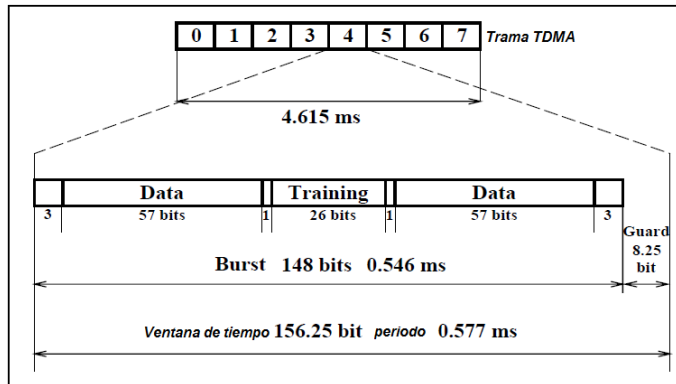 0 1 2 3 4 5 6 7 Trama TDMA
4.615 ms
Data Training Data
3 57 bits 1 26 bits 1 57 bits 3
Guard
8.25
bit
Burst 148 bits 0.546 ms
Ventana de tiempo 156.25 bit periodo 0.577 ms